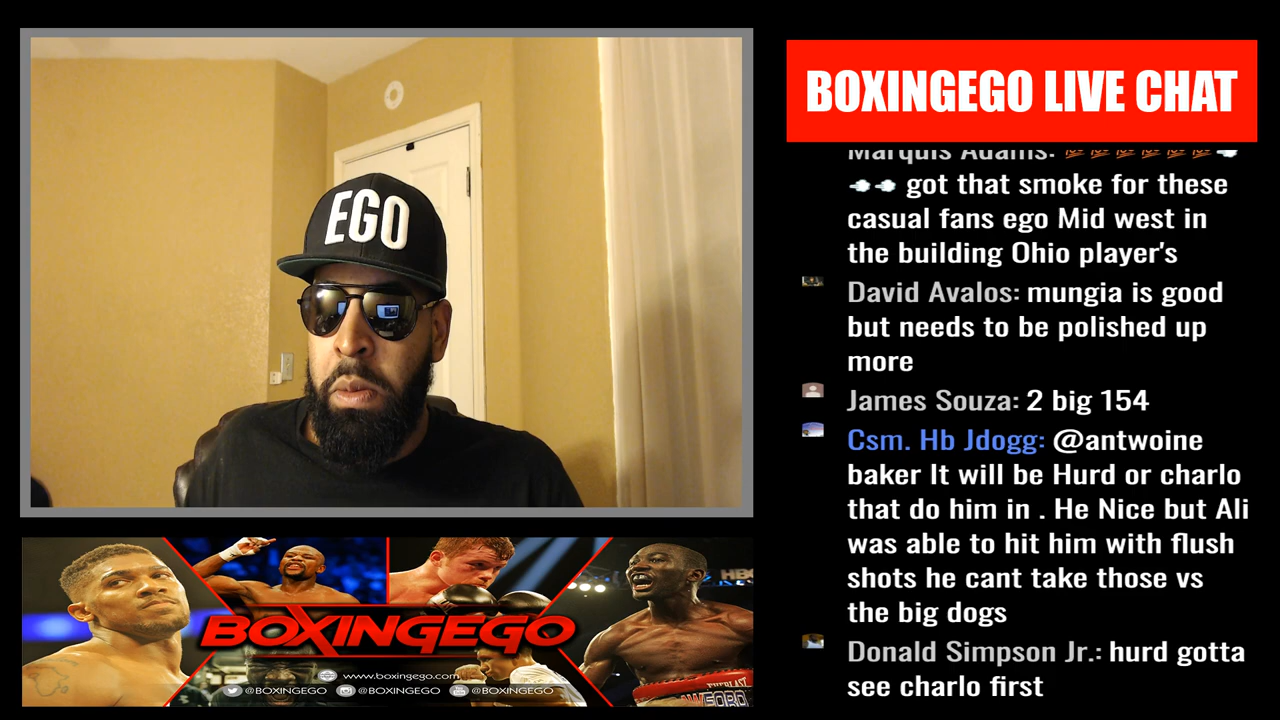 EGO
BOXINGEGO LIVE CHAT
Marquis Adams:
got that smoke for these
casual fans ego Mid west in
the building Ohio player's
David Avalos: mungia is good
but needs to be polished up
more
James Souza: 2 big 154
Csm. Hb Jdogg: @antwoine
baker It will be Hurd or charlo
that do him in . He Nice but Ali
was able to hit him with flush
shots he cant take those vs
the big dogs
Donald Simpson Jr.: hurd gotta
see charlo first
HBO
BOXINGEGO
www.boxingego.com
@BOXINGEGO @BOXINGEGO @BOXINGEGO
EVERLAST